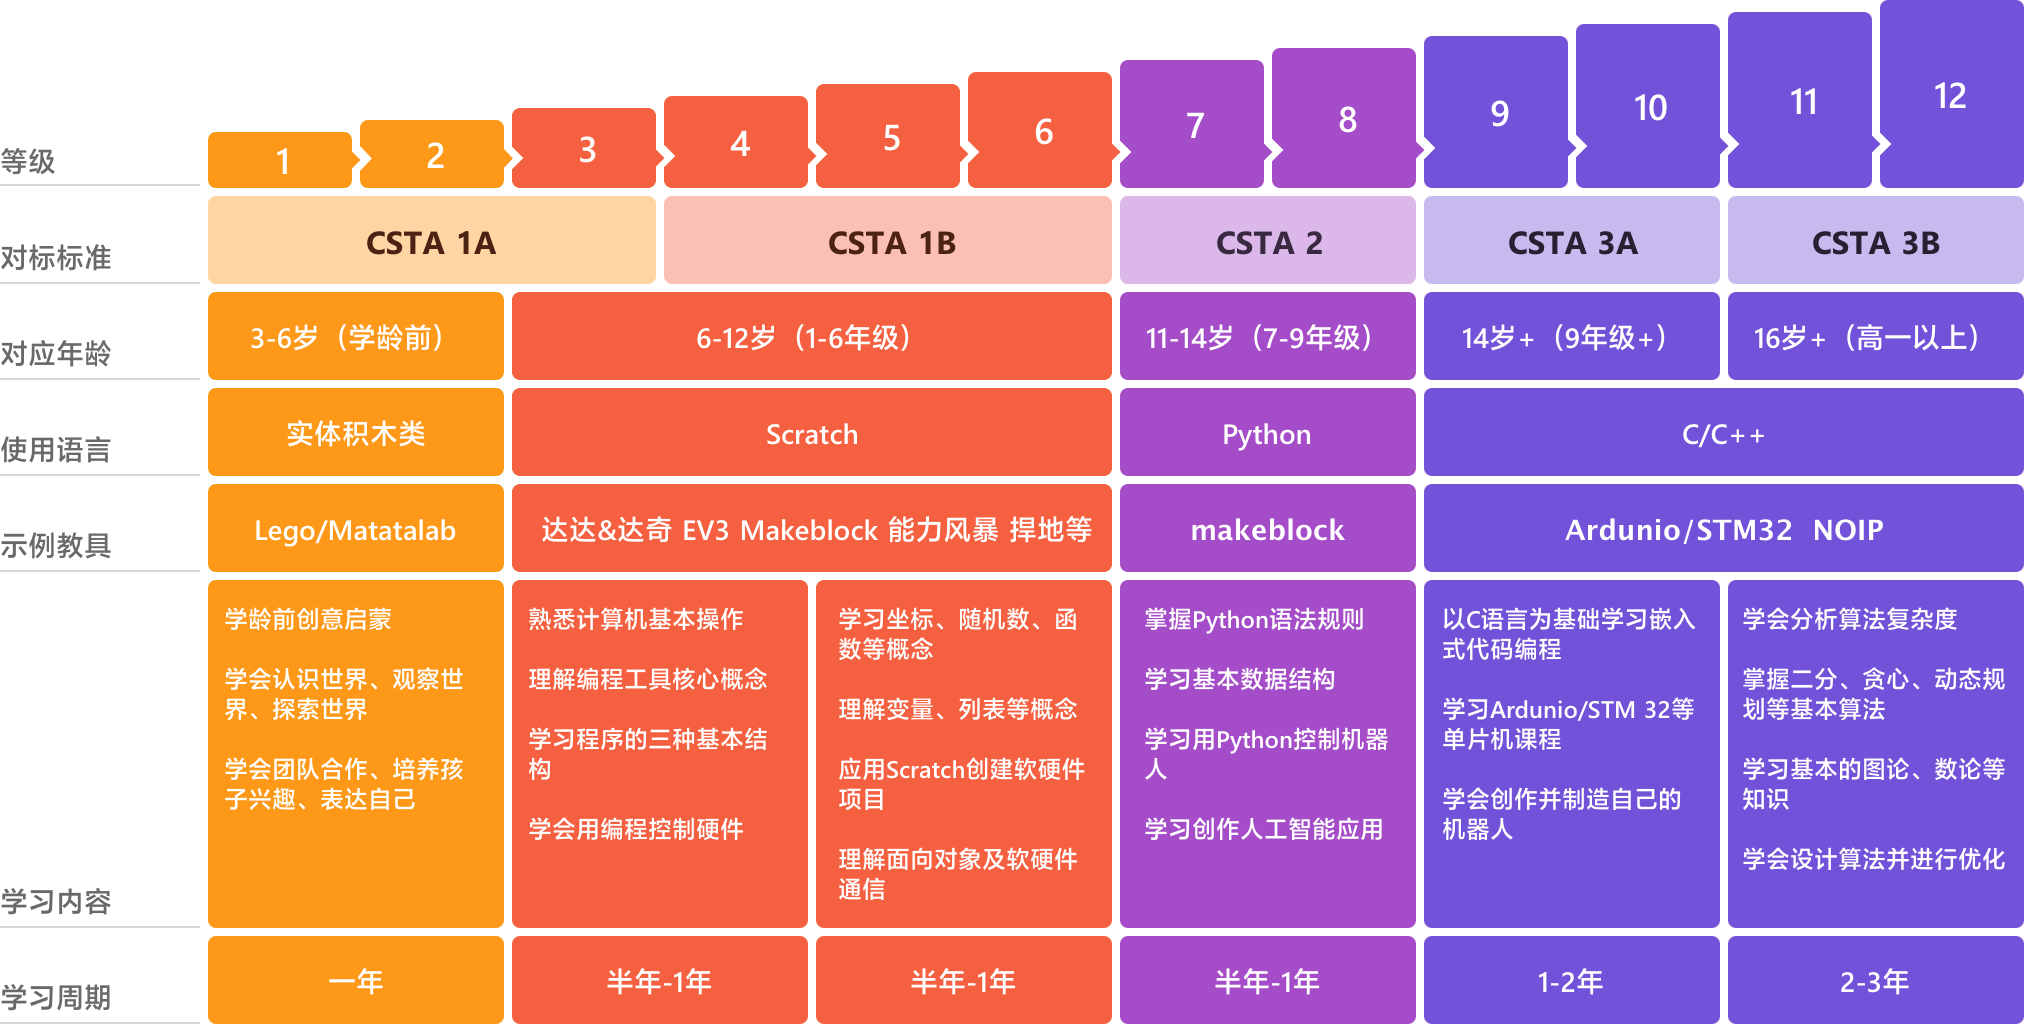 等级
1
2
3
4
5
6
7
8
9
10
11
12
对标标准
CSTA 1A
CSTA 1B
CSTA 2
CSTA 3A
CSTA 3B
对应年龄
3-6岁（学龄前）
6-12岁（1-6年级）
11-14岁（7-9年级）
14岁+（9年级+）
16岁+（高一以上）
使用语言
实体积木类
Scratch
Python
C/C++
示例教具
Lego/Matatalab
达达&达奇 EV3 Makeblock 能力风暴 捍地等
makeblock
Ardunio/STM32 NOIP
学习内容
学龄前创意启蒙
学会认识世界、观察世
界、探索世界
学会团队合作、培养孩
子兴趣、表达自己
熟悉计算机基本操作
理解编程工具核心概念
学习程序的三种基本结
构
学会用编程控制硬件
学习坐标、随机数、函
数等概念
理解变量、列表等概念
应用Scratch创建软硬件
项目
理解面向对象及软硬件
通信
掌握Python语法规则
学习基本数据结构
学习用Python控制机器
人
学习创作人工智能应用
以C语言为基础学习嵌入
式代码编程
学习Ardunio/STM 32等
单片机课程
学会创作并制造自己的
机器人
学会分析算法复杂度
掌握二分、贪心、动态规
划等基本算法
学习基本的图论、数论等
知识
学会设计算法并进行优化
学习周期
一年
半年-1年
半年-1年
半年-1年
1-2年
2-3年